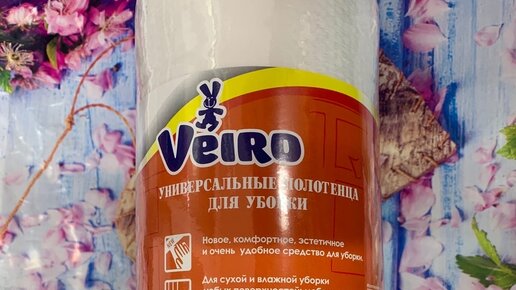 Veiro
УНИВЕРСАЛЬНЫЕ ПОЛОТЕНЦА
ДЛЯ УБОРКИ
Новое, комфортное, эстетичное
и очень удобное средство для уборки.
Для сухой и влажной уборки